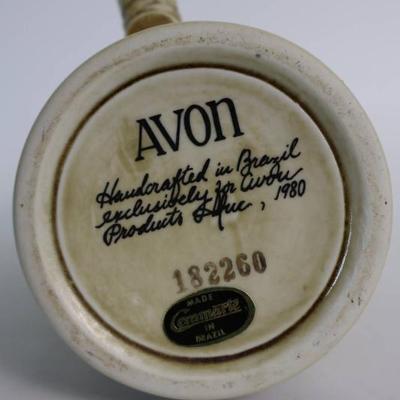 AVON
Handcrafted in Brazil
exclusively for Avon
Products Inc., 1980
182260
MADE
Ceramarte
IN
BRAZIL